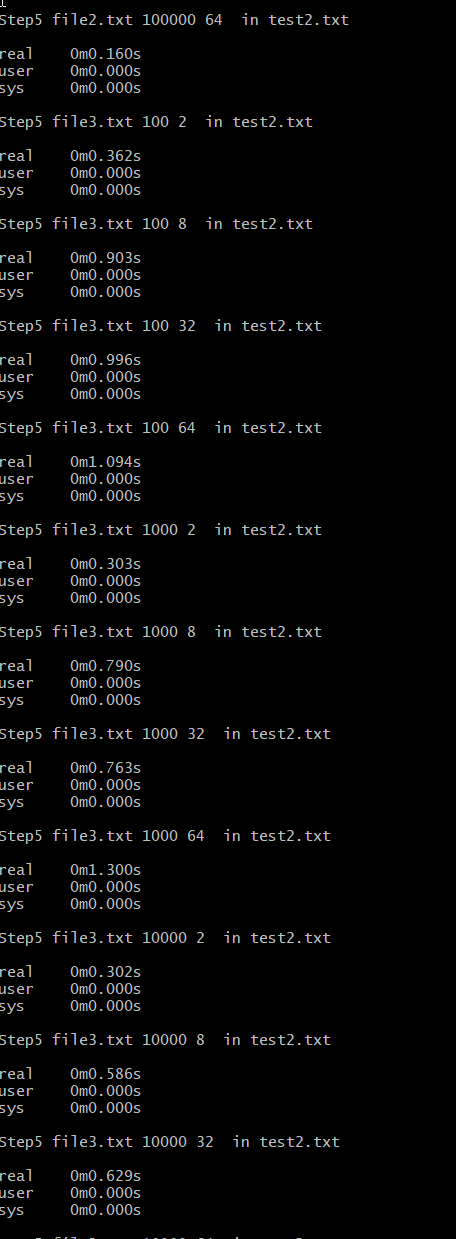 Step5 file2.txt 100000 64  in test2.txt
real    0m0.160s
user    0m0.000s
sys     0m0.000s
Step5 file3.txt 100 2  in test2.txt
real    0m0.362s
user    0m0.000s
sys     0m0.000s
Step5 file3.txt 100 8  in test2.txt
real    0m0.903s
user    0m0.000s
sys     0m0.000s
Step5 file3.txt 100 32  in test2.txt
real    0m0.996s
user    0m0.000s
sys     0m0.000s
Step5 file3.txt 100 64  in test2.txt
real    0m1.094s
user    0m0.000s
sys     0m0.000s
Step5 file3.txt 1000 2  in test2.txt
real    0m0.303s
user    0m0.000s
sys     0m0.000s
Step5 file3.txt 1000 8  in test2.txt
real    0m0.790s
user    0m0.000s
sys     0m0.000s
Step5 file3.txt 1000 32  in test2.txt
real    0m0.763s
user    0m0.000s
sys     0m0.000s
Step5 file3.txt 1000 64  in test2.txt
real    0m1.300s
user    0m0.000s
sys     0m0.000s
Step5 file3.txt 10000 2  in test2.txt
real    0m0.302s
user    0m0.000s
sys     0m0.000s
Step5 file3.txt 10000 8  in test2.txt
real    0m0.586s
user    0m0.000s
sys     0m0.000s
Step5 file3.txt 10000 32  in test2.txt
real    0m0.629s
user    0m0.000s
sys     0m0.000s